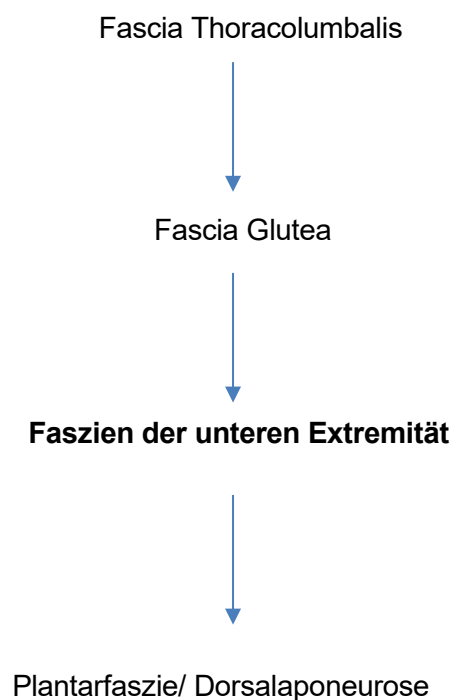 Fascia Thoracolumbalis
Fascia Glutea
Faszien der unteren Extremität
Plantarfaszie/ Dorsalaponeurose